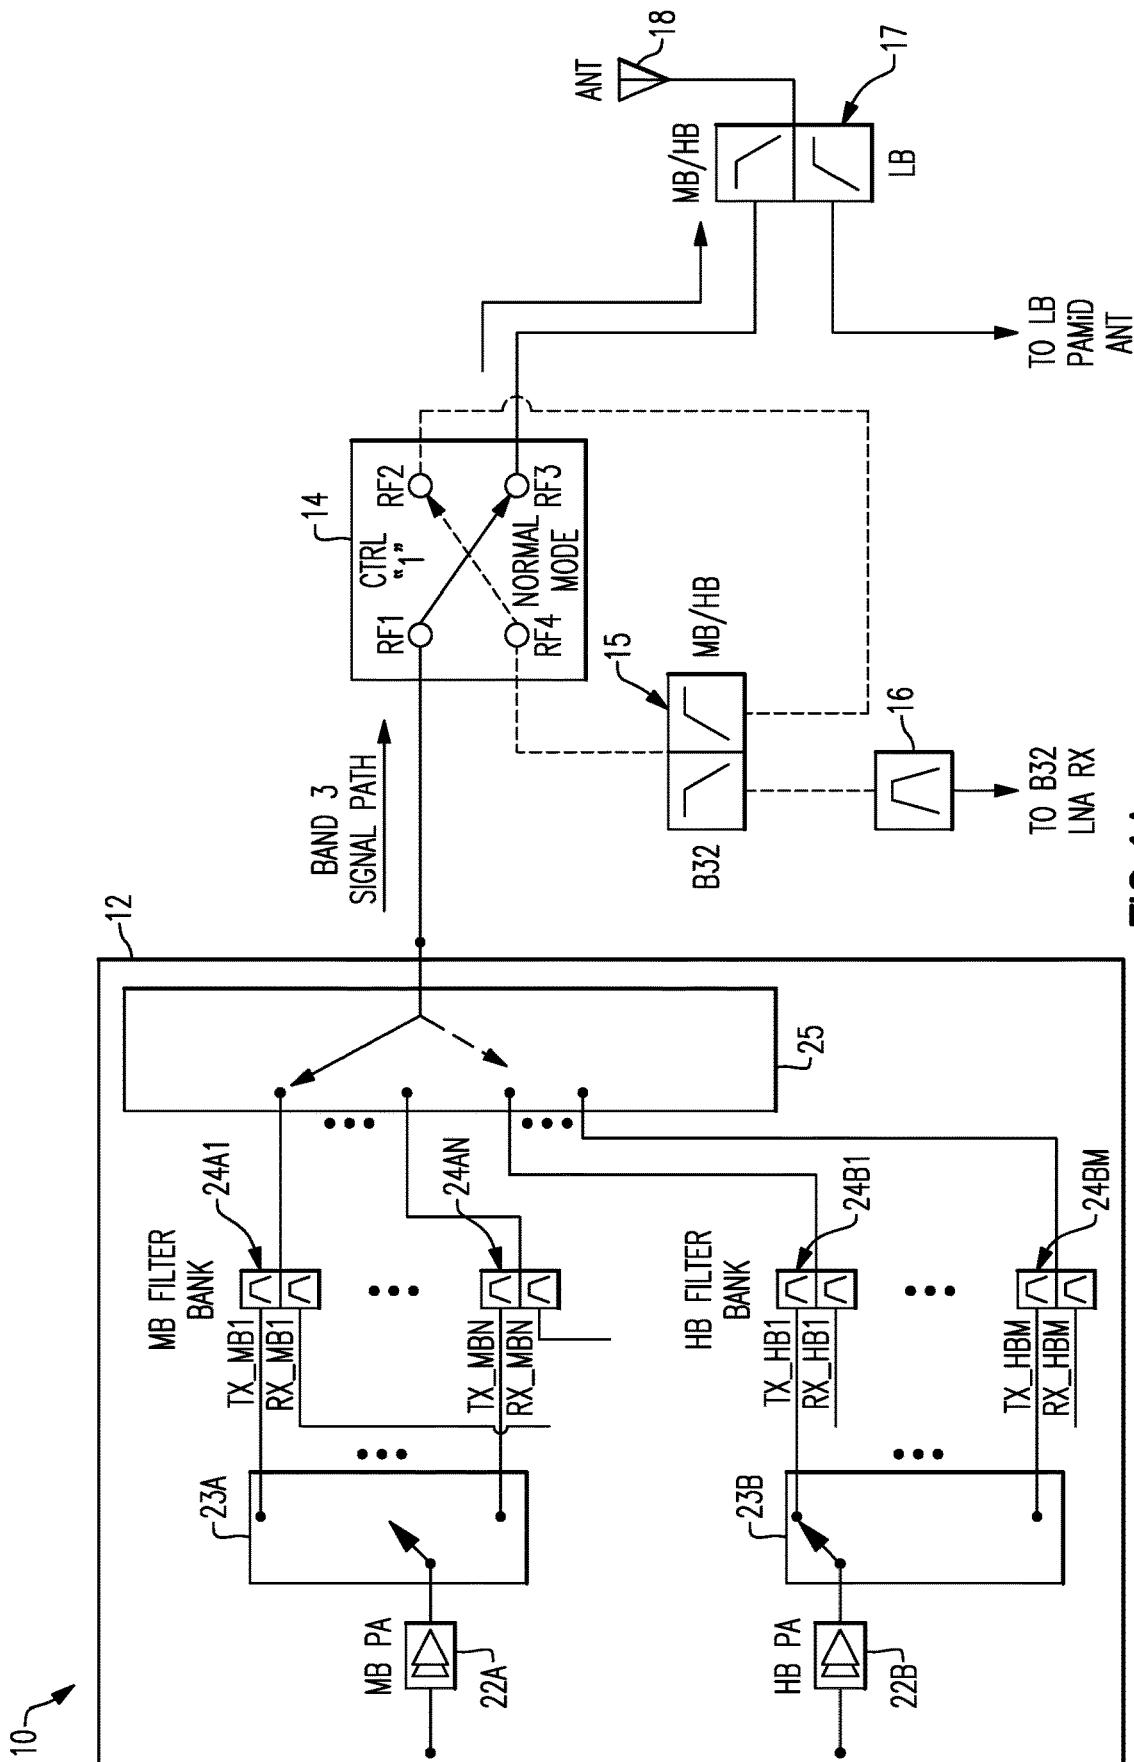 10
12
MB PA
22A
23A
TX_MB1
RX_MB1
MB FILTER
BANK
24A1
TX_MBN
RX_MBN
24AN
HB PA
22B
23B
TX_HB1
RX_HB1
HB FILTER
BANK
24B1
TX_HBM
RX_HBM
24BM
25
BAND 3
SIGNAL PATH
14
CTRL
“1”
RF1
RF2
RF3
RF4
NORMAL
MODE
15
B32
MB/HB
16
TO B32
LNA RX
MB/HB
LB
17
ANT
18
TO LB
PAMiD
ANT